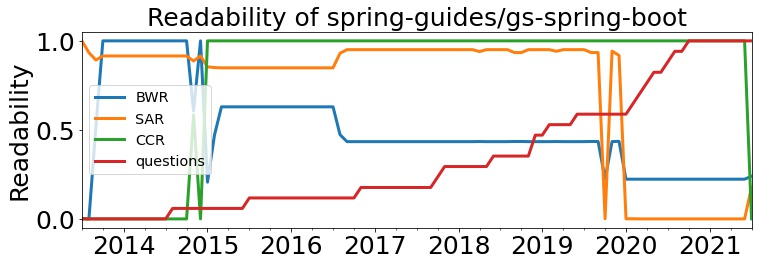 Readability of spring-guides/gs-spring-boot
Readability
1.0
0.5
0.0
BWR
SAR
CCR
questions
2014 2015 2016 2017 2018 2019 2020 2021